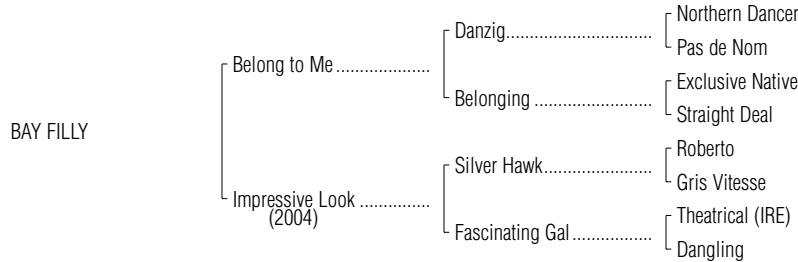 Northern Dancer
Danzig..............................
Pas de Nom
Belong to Me....................
Exclusive Native
Belonging .........................
Straight Deal
BAY FILLY
Roberto
Silver Hawk.......................
Gris Vitesse
Impressive Look ...............
(2004)
Theatrical (IRE)
Fascinating Gal.................
Dangling